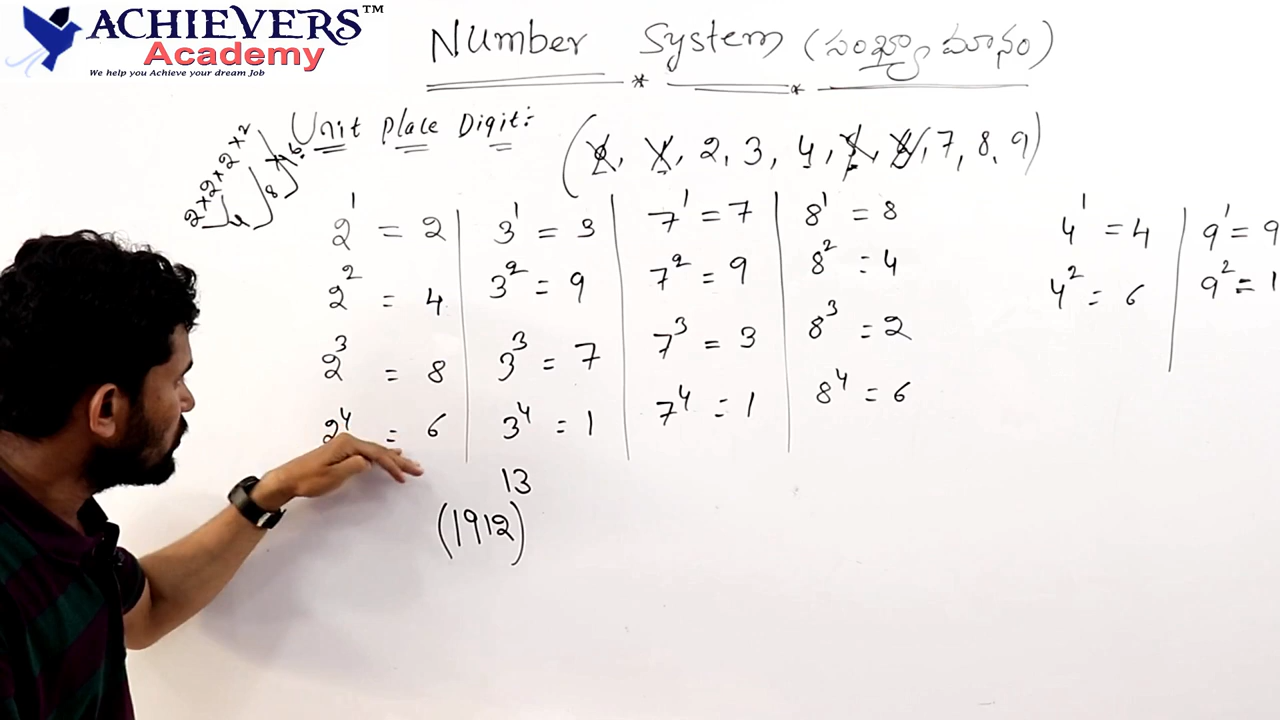 ACHIEVERS™
Academy
We help you Achieve your dream Job
Number System (సంఖ్యామానం)
Unit Place Digit:
(0, 1, 2, 3, 4, 5, 6, 7, 8, 9)
2×2×2×2
4
8×
16
2¹ = 2
2² = 4
2³ = 8
2⁴ = 6
3¹ = 3
3² = 9
3³ = 7
3⁴ = 1
7¹ = 7
7² = 9
7³ = 3
7⁴ = 1
8¹ = 8
8² = 4
8³ = 2
8⁴ = 6
4¹ = 4
4² = 6
9¹ = 9
9² = 1
(1912)¹³